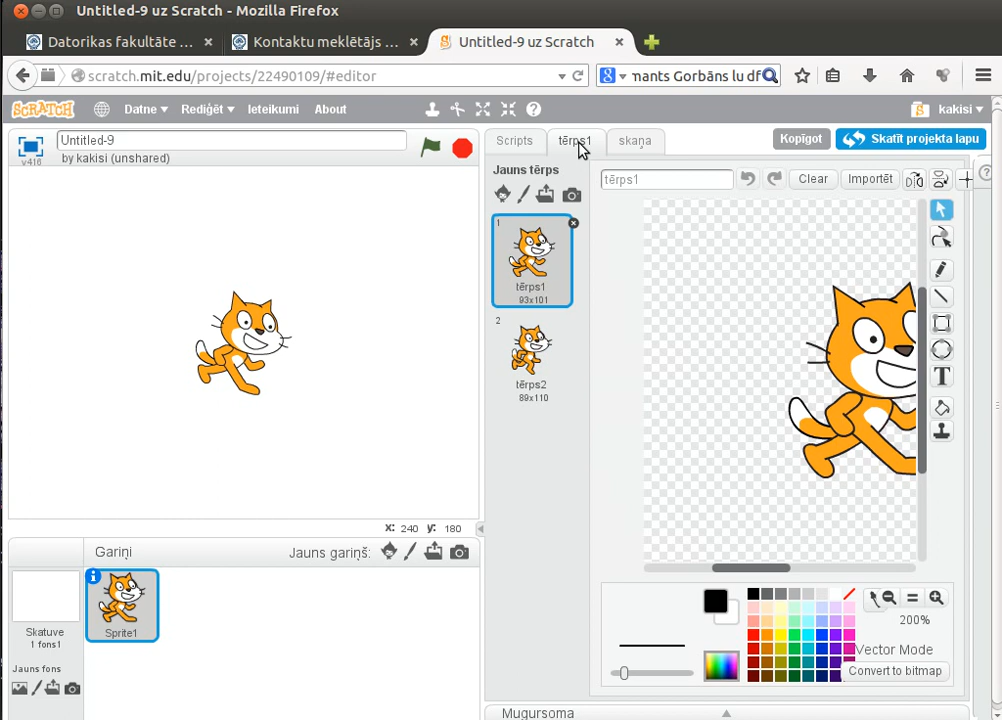 Untitled-9 uz Scratch - Mozilla Firefox
Datorikas fakultāte ...
Kontaktu meklētājs ...
Untitled-9 uz Scratch
scratch.mit.edu/projects/22490109/#editor
mants Gorbāns lu df
SCRATCH
Datne
Rediģēt
Ieteikumi
About
kakisi
v416
Untitled-9
by kakisi (unshared)
Scripts
tērps1
skaņa
Kopīgot
Skatīt projekta lapu
Jauns tērps
tērps1
Clear
Importēt
1
tērps1
93x101
2
tērps2
89x110
x: 240 y: 180
Gariņi
Jauns gariņš:
Skatuve
1 fons1
Sprite1
Jauns fons
200%
Vector Mode
Convert to bitmap
Mugursoma